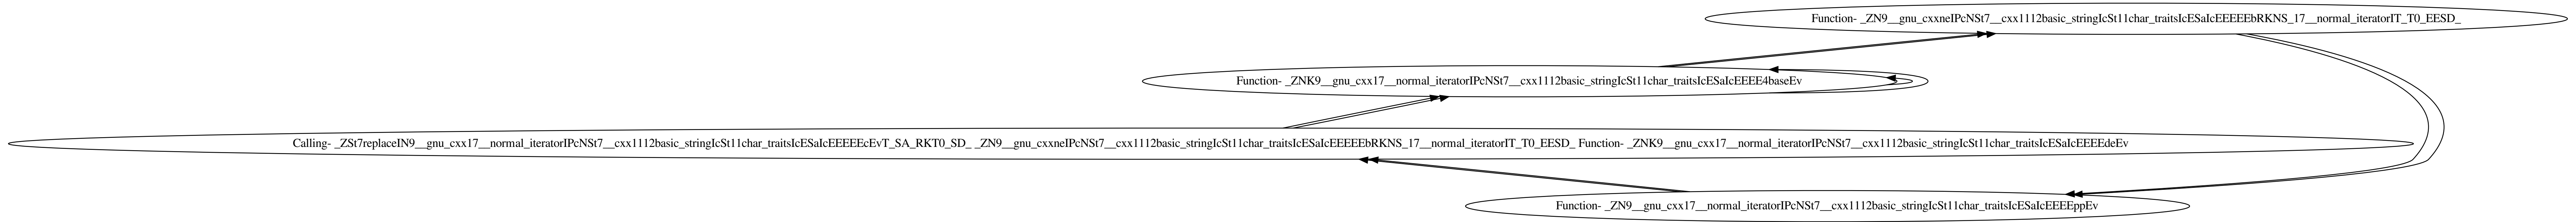 Function- _ZN9__gnu_cxxneIPcNSt7__cxx1112basic_stringIcSt11char_traitsIcESaIcEEEEEbRKNS_17__normal_iteratorIT_T0_EESD_
Function- _ZNK9__gnu_cxx17__normal_iteratorIPcNSt7__cxx1112basic_stringIcSt11char_traitsIcESaIcEEEE4baseEv
Calling- _ZSt7replaceIN9__gnu_cxx17__normal_iteratorIPcNSt7__cxx1112basic_stringIcSt11char_traitsIcESaIcEEEEEcEvT_SA_RKT0_SD_ _ZN9__gnu_cxxneIPcNSt7__cxx1112basic_stringIcSt11char_traitsIcESaIcEEEEEbRKNS_17__normal_iteratorIT_T0_EESD_ Function- _ZNK9__gnu_cxx17__normal_iteratorIPcNSt7__cxx1112basic_stringIcSt11char_traitsIcESaIcEEEEdeEv
Function- _ZN9__gnu_cxx17__normal_iteratorIPcNSt7__cxx1112basic_stringIcSt11char_traitsIcESaIcEEEEppEv